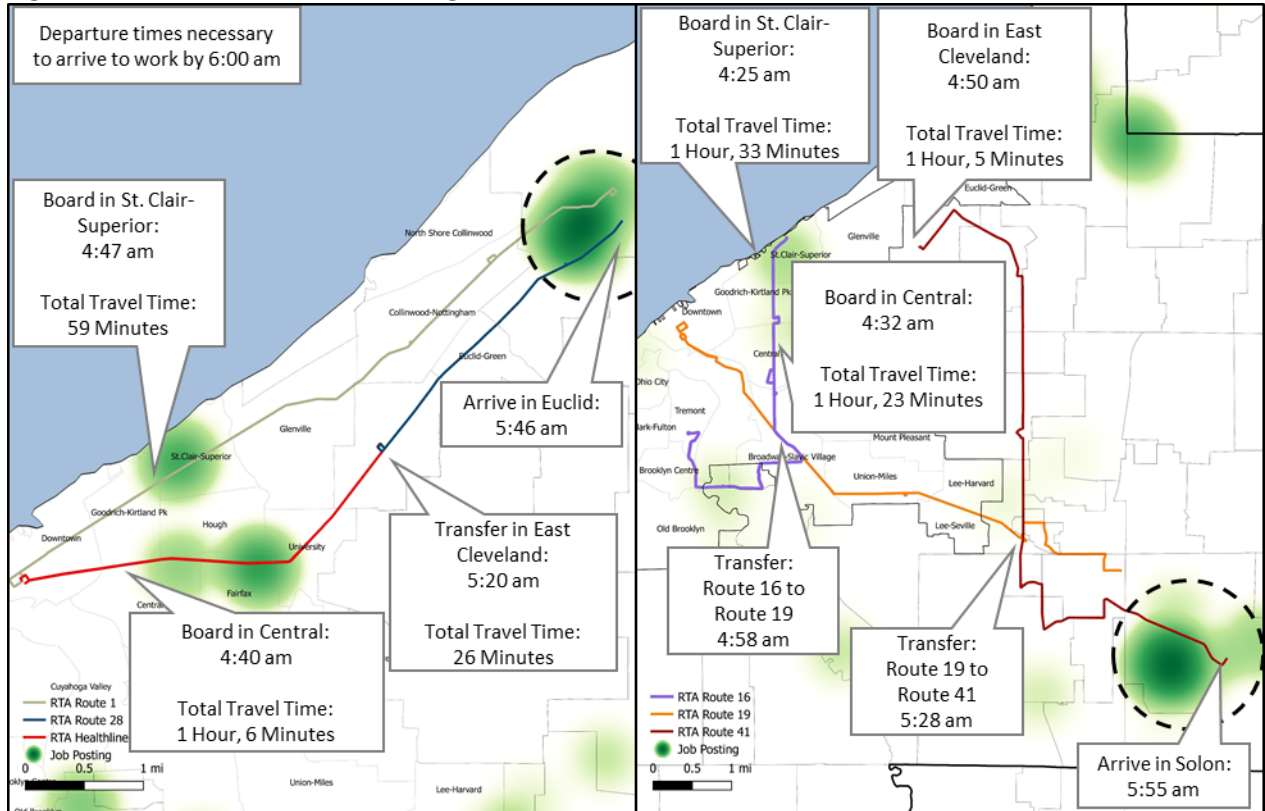 Departure times necessary
to arrive to work by 6:00 am
Board in St. Clair-
Superior:
4:47 am
Total Travel Time:
59 Minutes
North Shore Collinwood
Collinwood-Nottingham
Euclid-Green
Arrive in Euclid:
5:46 am
Glenville
St.Clair-Superior
Goodrich-Kirtland Pk
Hough
Downtown
University
Central
Fairfax
Transfer in East
Cleveland:
5:20 am
Total Travel Time:
26 Minutes
Board in Central:
4:40 am
Total Travel Time:
1 Hour, 6 Minutes
Cuyahoga Valley
RTA Route 1
RTA Route 28
RTA Healthline
Job Posting
0 0.5 1 mi
Union-Miles
Lee-Harvard
Old Brooklyn
Board in St. Clair-
Superior:
4:25 am
Total Travel Time:
1 Hour, 33 Minutes
Board in East
Cleveland:
4:50 am
Total Travel Time:
1 Hour, 5 Minutes
Euclid-Green
Glenville
St.Clair-Superior
Goodrich-Kirtland Pk
Downtown
Board in Central:
4:32 am
Total Travel Time:
1 Hour, 23 Minutes
Central
Ohio City
Tremont
ark-Fulton
Mount Pleasant
Brooklyn Centre
Broadway-Slavic Village
Union-Miles
Lee-Harvard
Old Brooklyn
Lee-Seville
Transfer:
Route 16 to
Route 19
4:58 am
Transfer:
Route 19 to
Route 41
5:28 am
RTA Route 16
RTA Route 19
RTA Route 41
Job Posting
0 0.5 1 mi
Arrive in Solon:
5:55 am